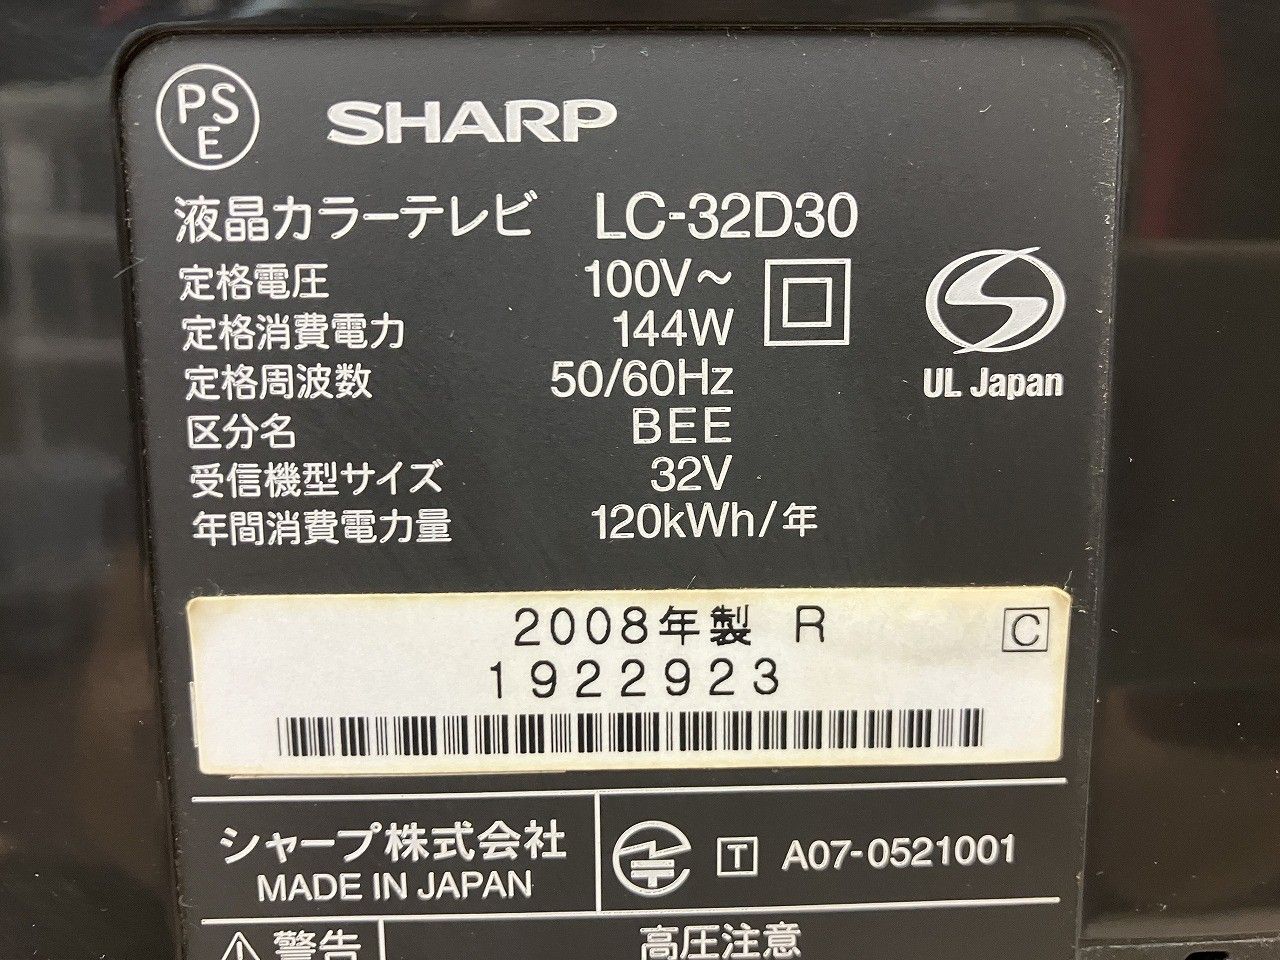 PS
E
SHARP
液晶カラーテレビ LC-32D30
定格電圧 100V～
定格消費電力 144W
定格周波数 50/60Hz
区分名 BEE
受信機型サイズ 32V
年間消費電力量 120kWh/年
S
UL Japan
2008年製 R
C
1922923
シャープ株式会社
MADE IN JAPAN
T A07-0521001
警告 高圧注意